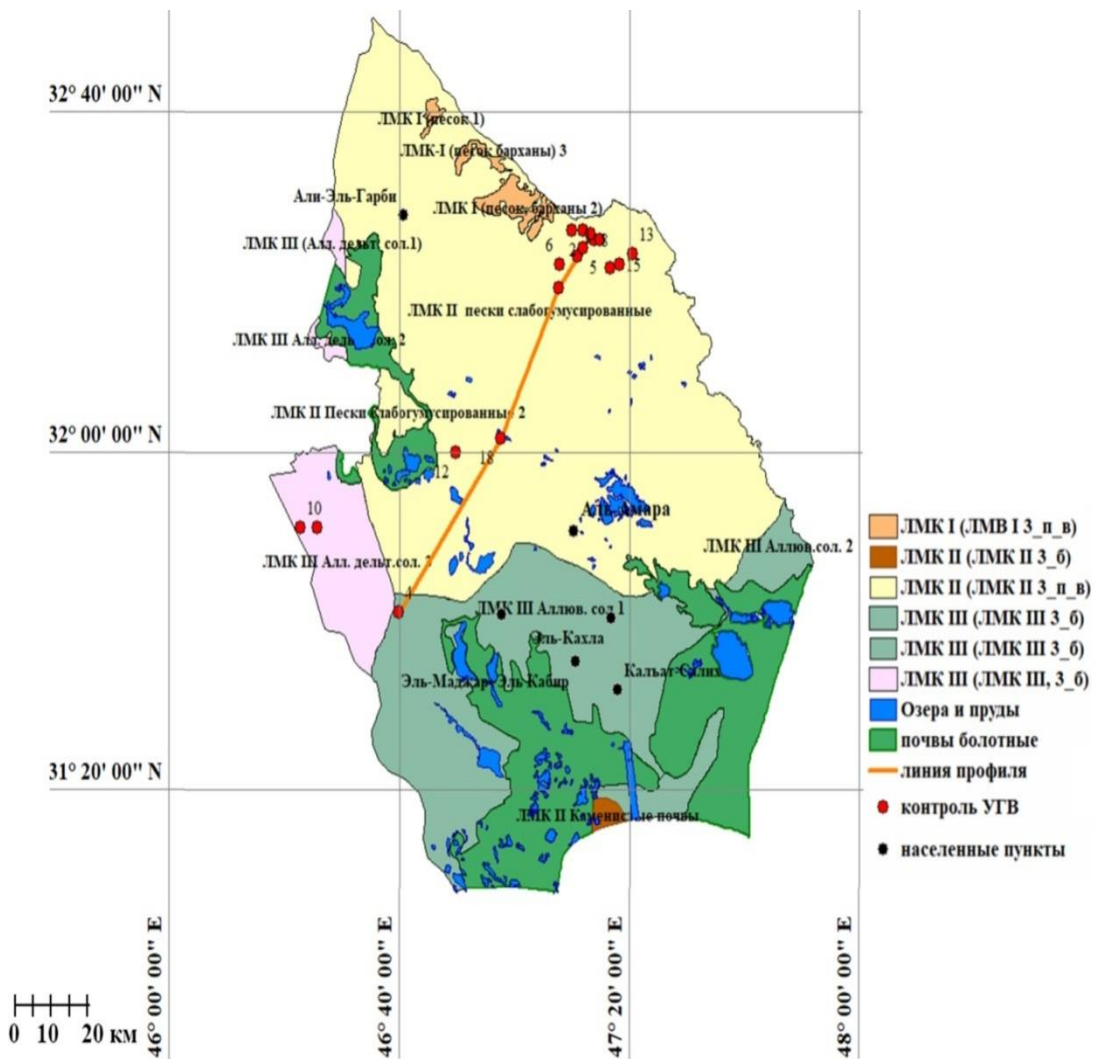 32° 40' 00" N
ЛМК I (песок 1)
ЛМК-I (песок барханы) 3
Али-Эль-Гарби
ЛМК I (песок. барханы 2)
13
ЛМК III (Алл. дельт. сол.1)
6
2
8
5
15
ЛМК II пески слабогумусированные
ЛМК III Алл. дельт. сол. 2
ЛМК II Пески слабогумусированные 2
32° 00' 00" N
12
18
10
Аль-Амара
ЛМК III Аллюв.сол. 2
ЛМК III Алл. дельт.сол.
4
ЛМК III Аллюв. сол 1
Эль-Кахла
Кальат-Салих
Эль-Маджар-Эль Кабир
31° 20' 00" N
ЛМК II Каменистые почвы
ЛМК I (ЛМВ I 3_п_в)
ЛМК II (ЛМК II 3_б)
ЛМК II (ЛМК II 3_п_в)
ЛМК III (ЛМК III 3_б)
ЛМК III (ЛМК III 3_б)
ЛМК III (ЛМК III, 3_б)
Озера и пруды
почвы болотные
линия профиля
контроль УГВ
населенные пункты
46° 00' 00" E
46° 40' 00" E
47° 20' 00" E
48° 00' 00" E
0 10 20 км